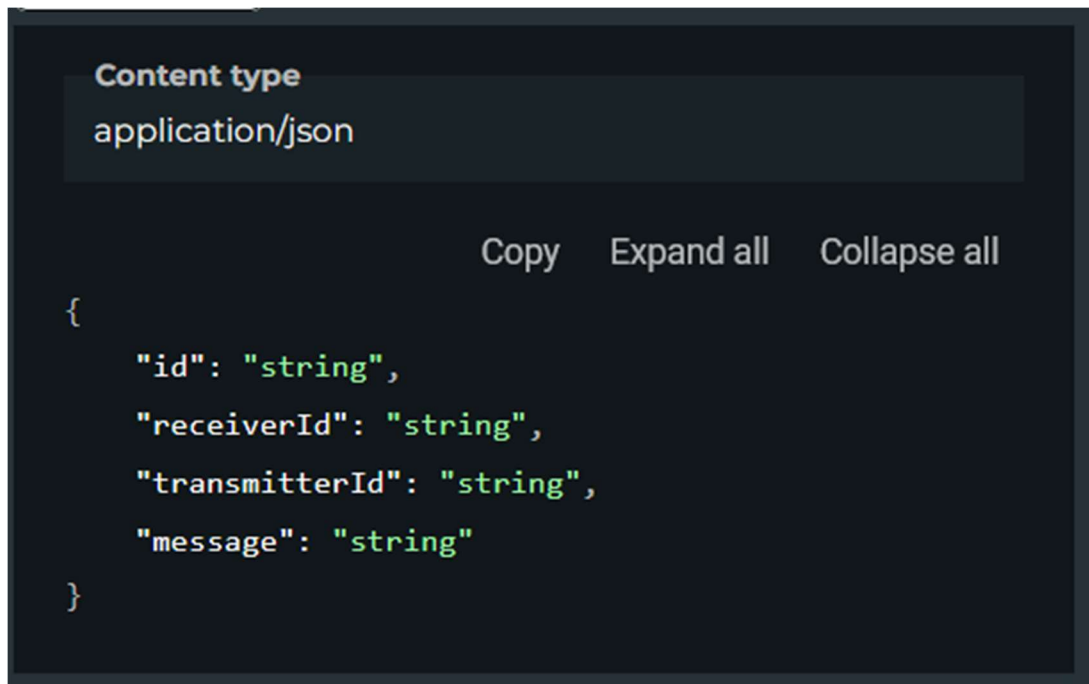 Content type
application/json
Copy Expand all Collapse all
{
"id": "string",
"receiverId": "string",
"transmitterId": "string",
"message": "string"
}